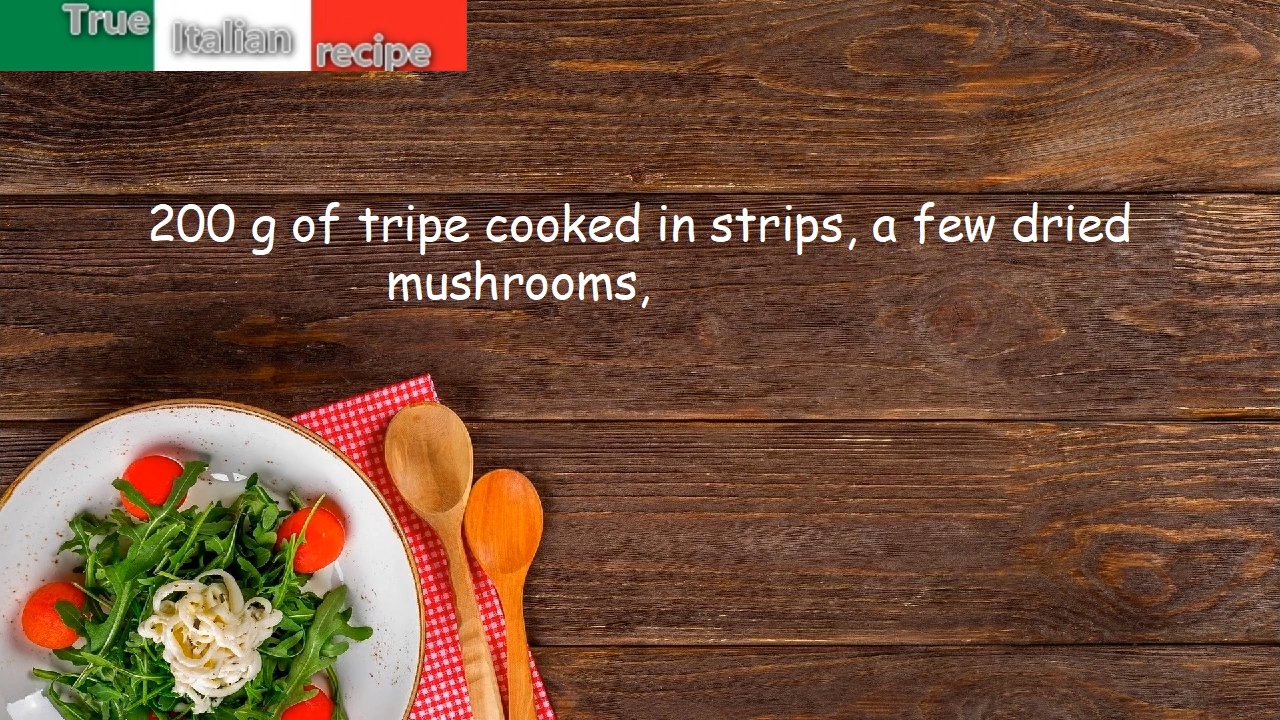 True Italian recipe
200 g of tripe cooked in strips, a few dried
mushrooms,